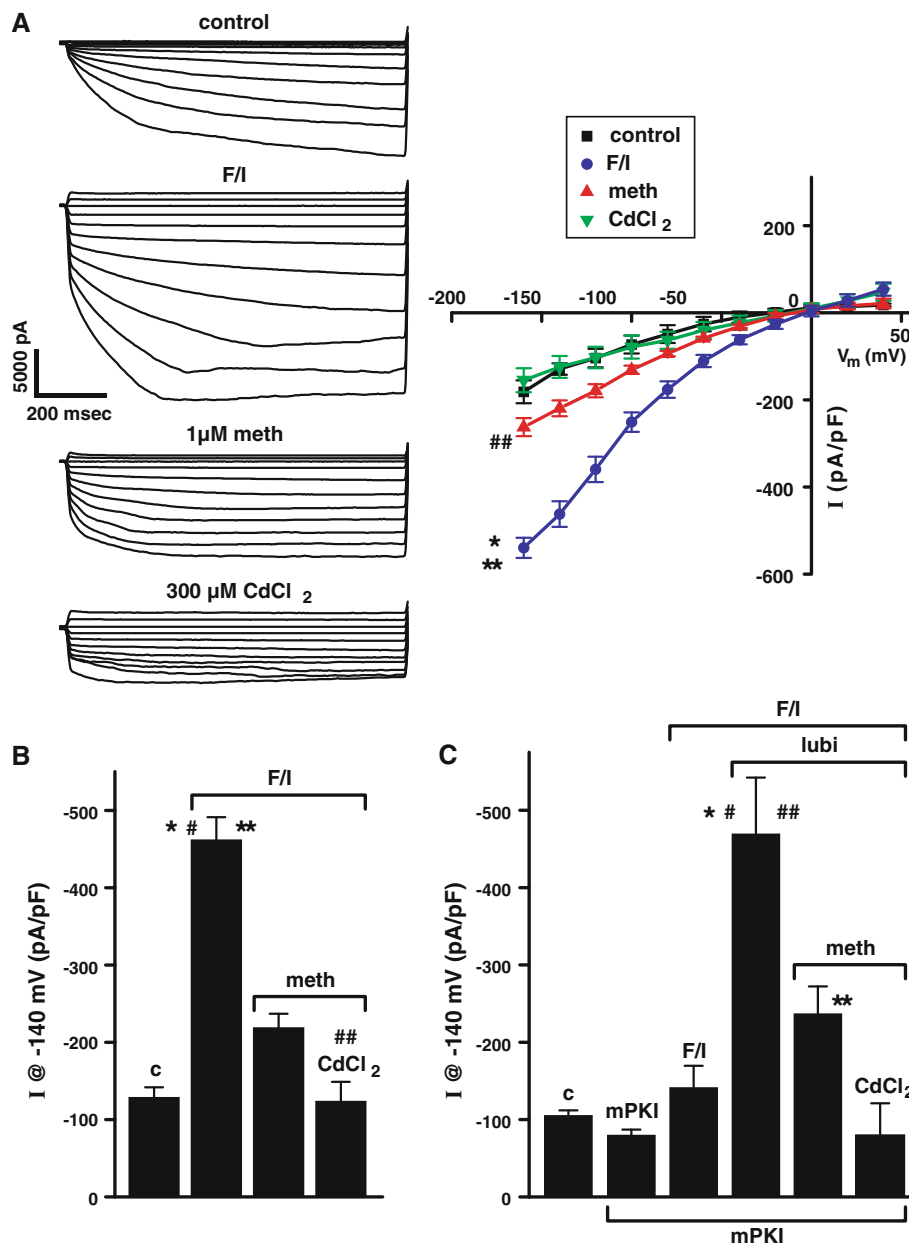 A
control
F/I
5000 pA
200 msec
1µM meth
300 µM CdCl 2
control
F/I
meth
CdCl 2
200
-200
-150
-100
-50
0
50
Vm (mV)
-200
-400
-600
I (pA/pF)
##
*
**
B
F/I
-500
-400
-300
-200
-100
0
I @ -140 mV (pA/pF)
* # **
meth
##
CdCl 2
c
C
F/I
lubi
-500
-400
-300
-200
-100
0
I @ -140 mV (pA/pF)
* # ##
meth
**
F/I
CdCl 2
c
mPKI
mPKI